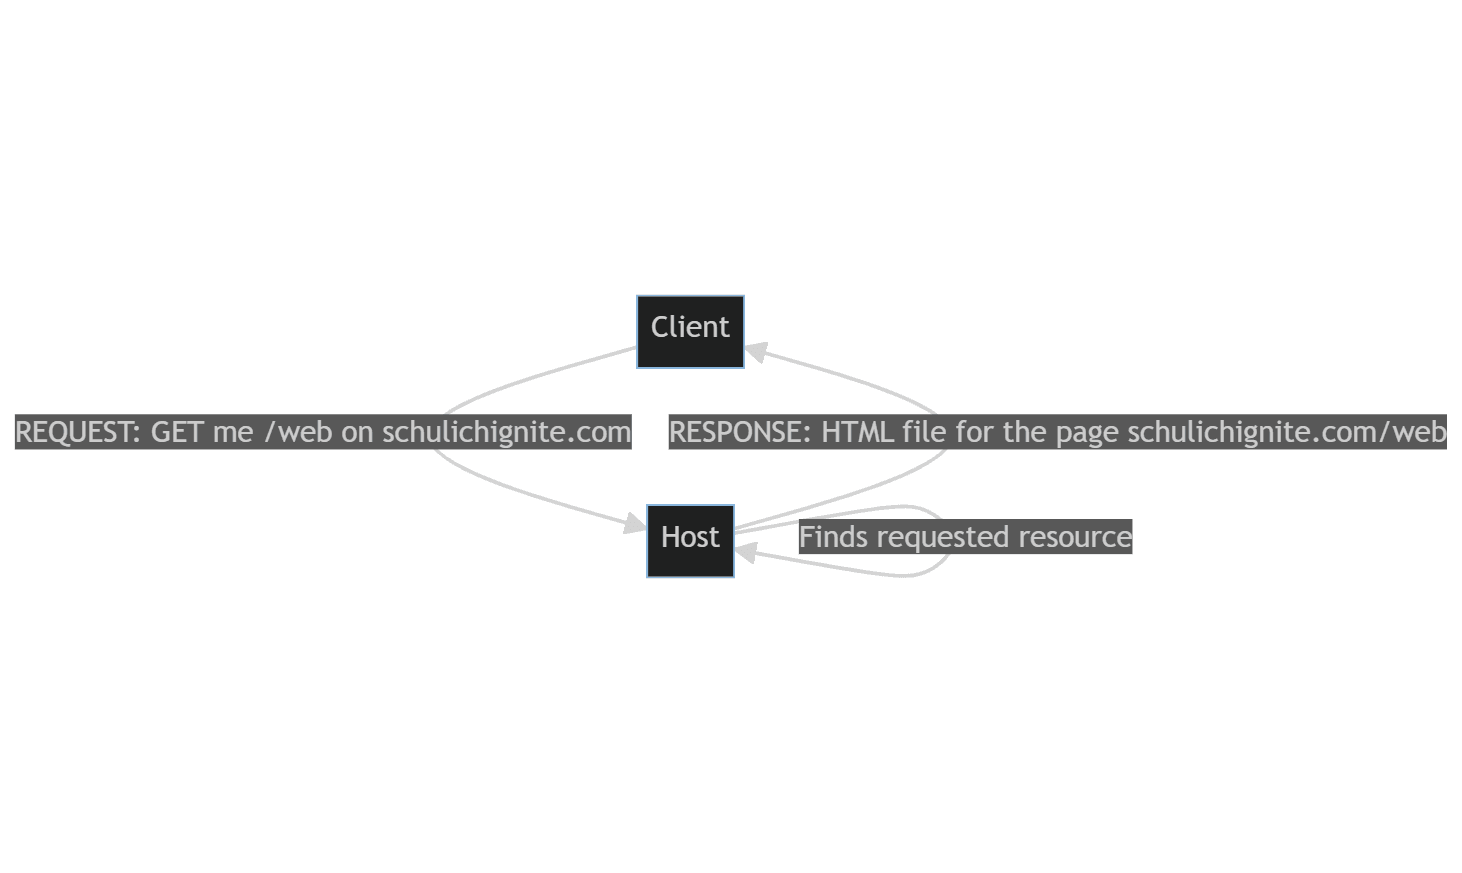 Client
REQUEST: GET me /web on schulichignite.com
RESPONSE: HTML file for the page schulichignite.com/web
Host
Finds requested resource